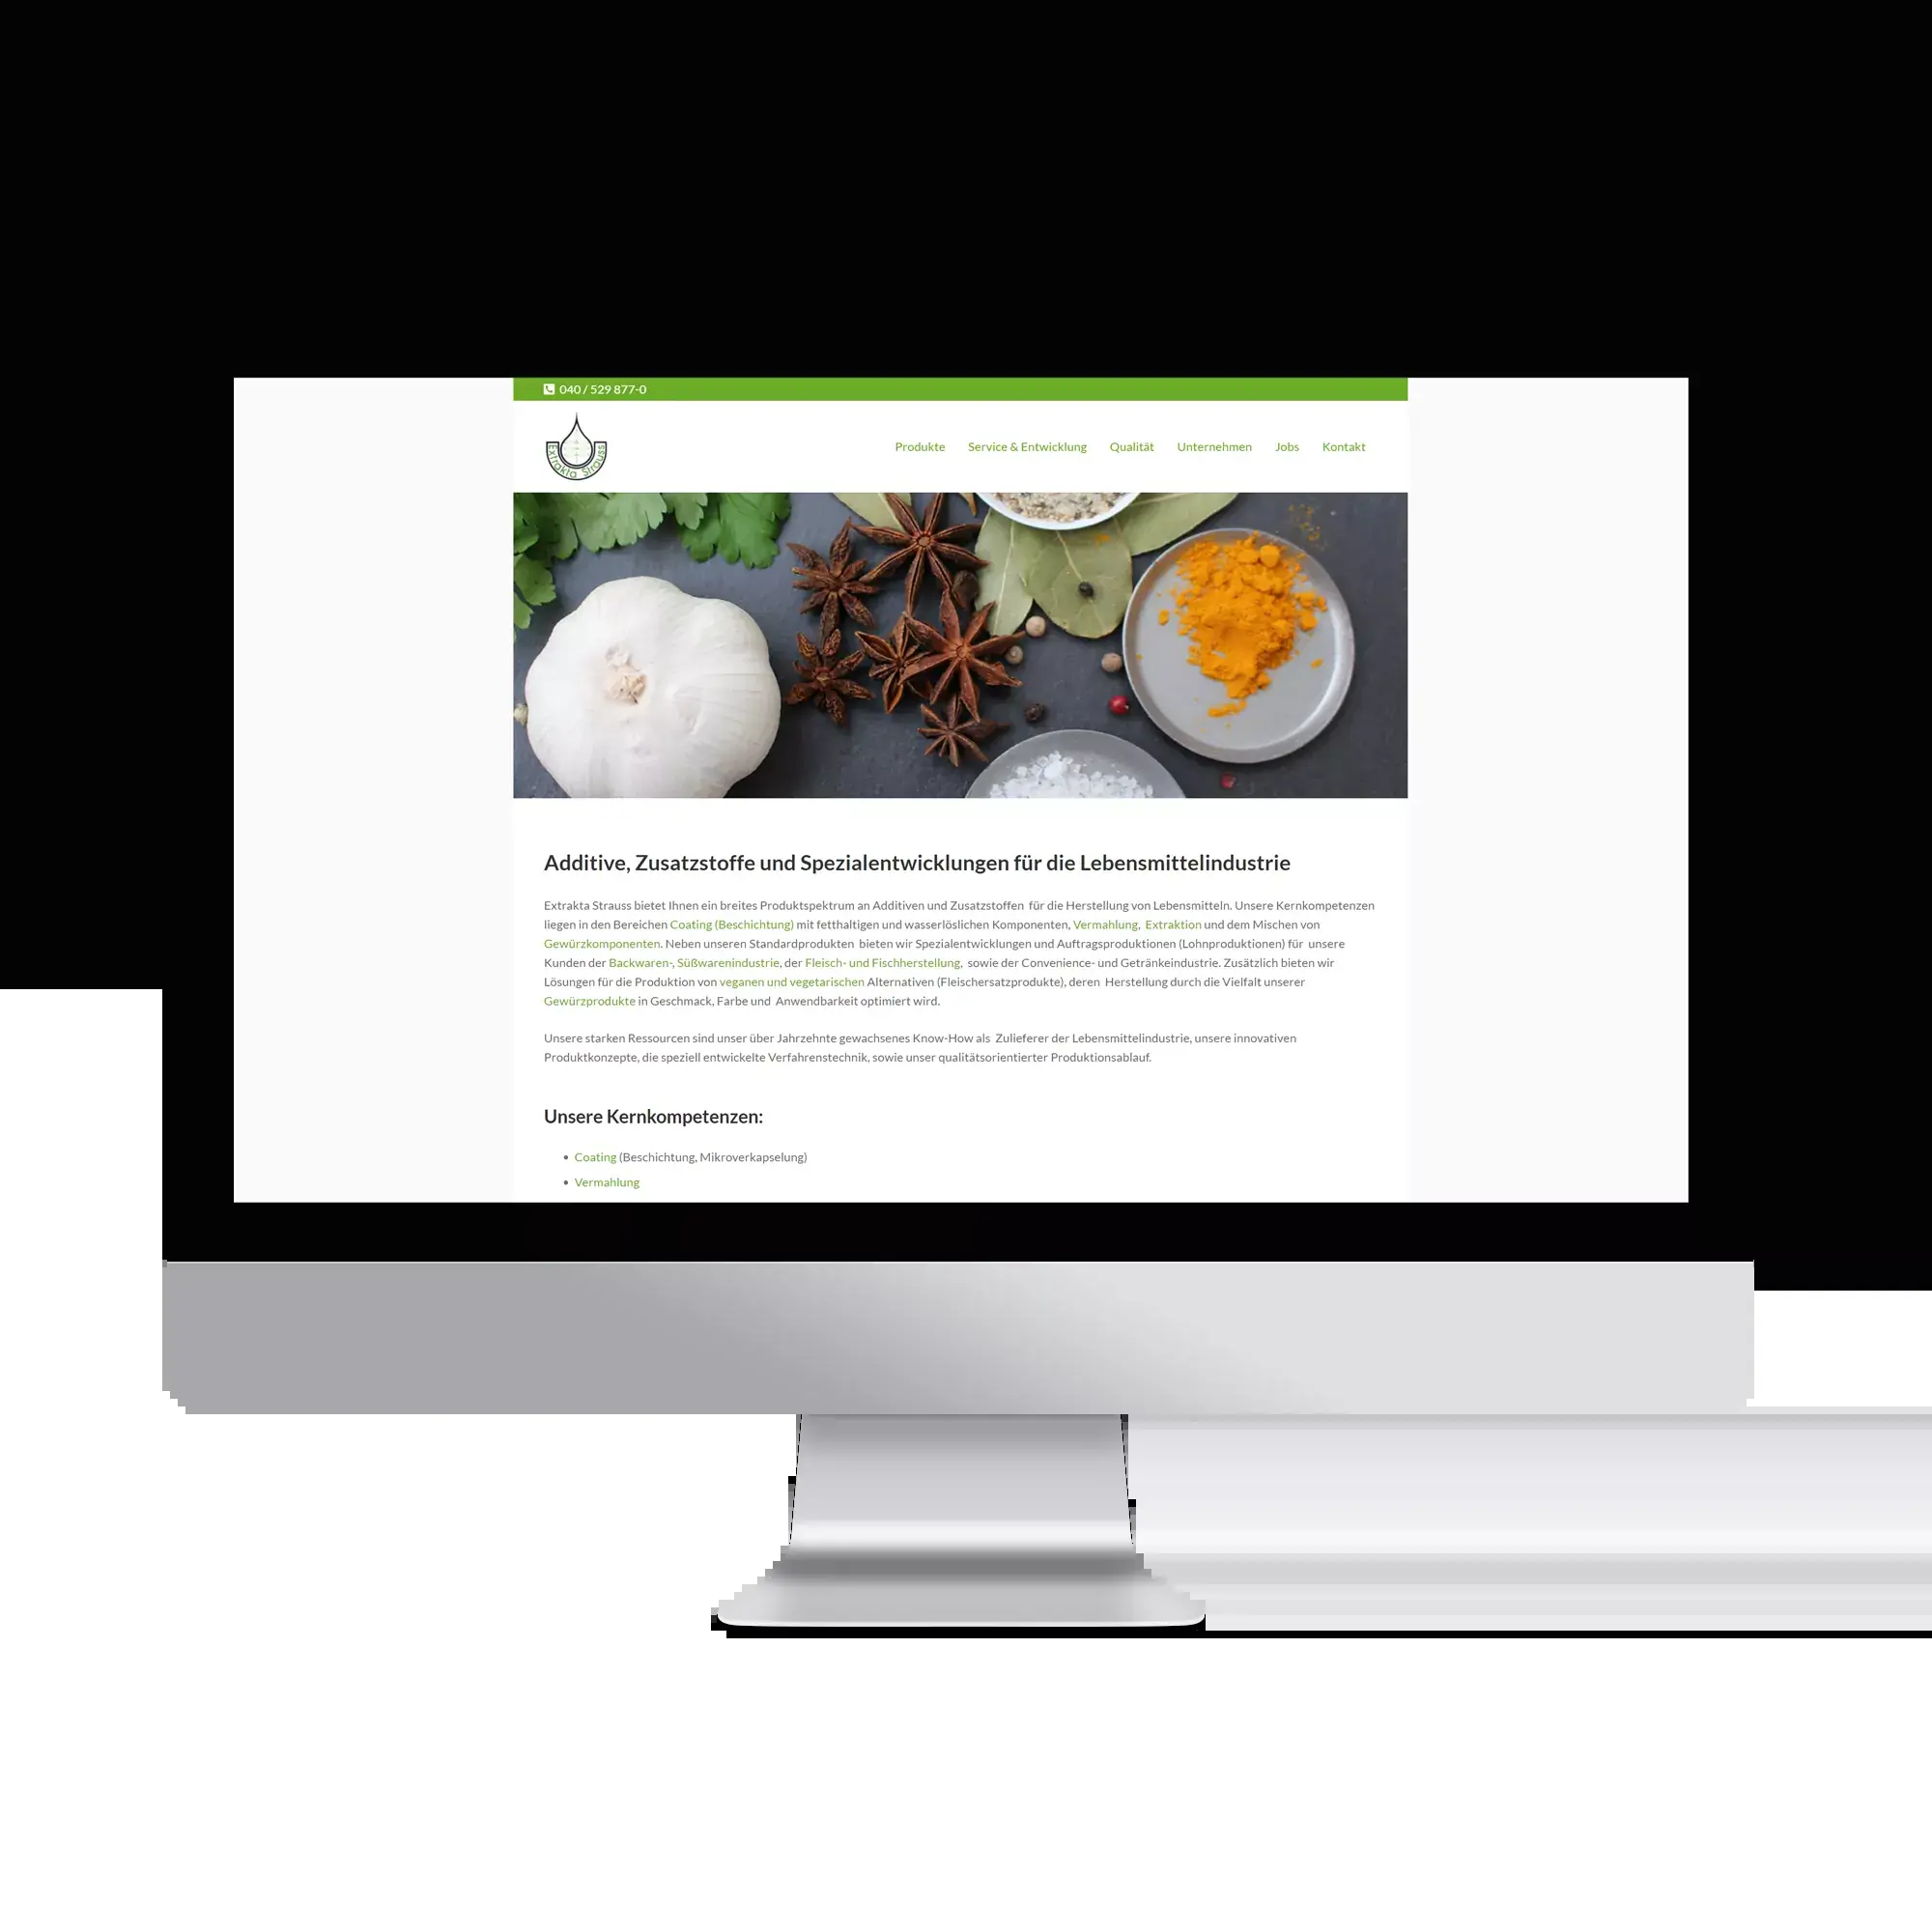 040 / 529 877-0
Extrakta Strauss
Produkte Service & Entwicklung Qualität Unternehmen Jobs Kontakt
Additive, Zusatzstoffe und Spezialentwicklungen für die Lebensmittelindustrie
Extrakta Strauss bietet Ihnen ein breites Produktspektrum an Additiven und Zusatzstoffen für die Herstellung von Lebensmitteln. Unsere Kernkompetenzen
liegen in den Bereichen Coating (Beschichtung) mit fetthaltigen und wasserlöslichen Komponenten, Vermahlung, Extraktion und dem Mischen von
Gewürzkomponenten. Neben unseren Standardprodukten bieten wir Spezialentwicklungen und Auftragsproduktionen (Lohnproduktionen) für unsere
Kunden der Backwaren-, Süßwarenindustrie, der Fleisch- und Fischherstellung, sowie der Convenience- und Getränkeindustrie. Zusätzlich bieten wir
Lösungen für die Produktion von veganen und vegetarischen Alternativen (Fleischersatzprodukte), deren Herstellung durch die Vielfalt unserer
Gewürzprodukte in Geschmack, Farbe und Anwendbarkeit optimiert wird.
Unsere starken Ressourcen sind unser über Jahrzehnte gewachsenes Know-How als Zulieferer der Lebensmittelindustrie, unsere innovativen
Produktkonzepte, die speziell entwickelte Verfahrenstechnik, sowie unser qualitätsorientierter Produktionsablauf.
Unsere Kernkompetenzen:
• Coating (Beschichtung, Mikroverkapselung)
• Vermahlung